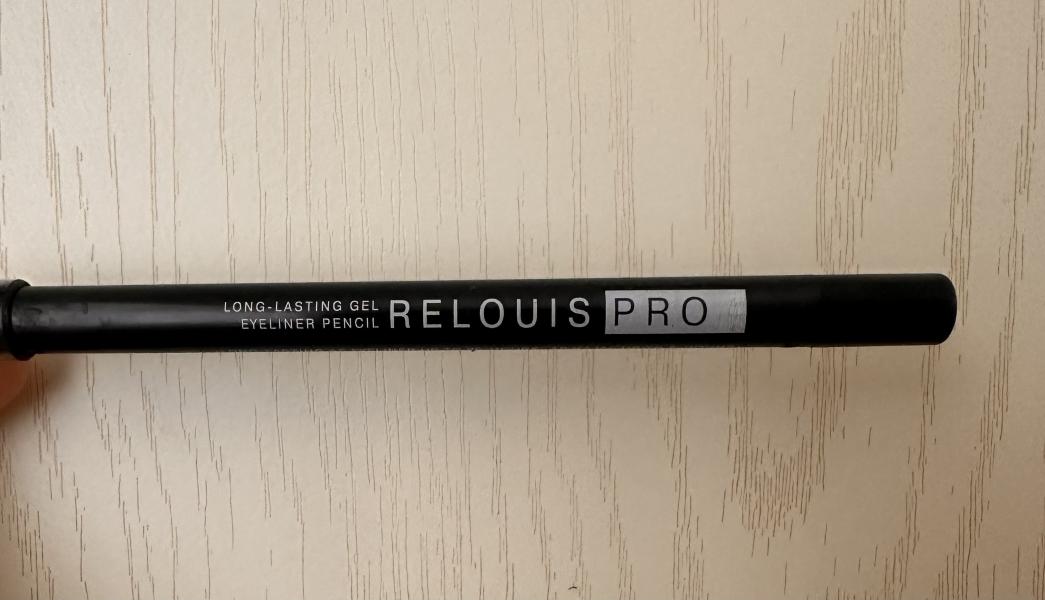 LONG-LASTING GEL
EYELINER PENCIL
RELOUIS PRO